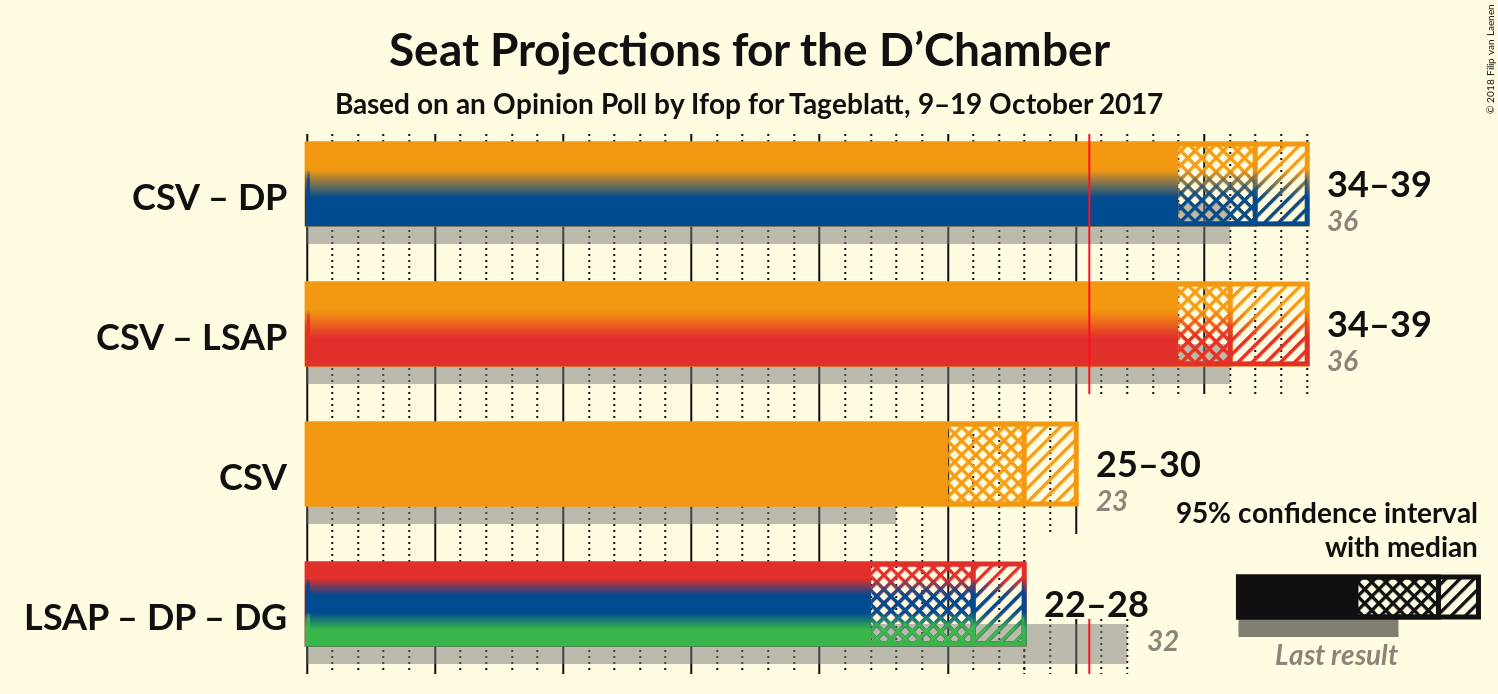 Seat Projections for the D’Chamber
Based on an Opinion Poll by Ifop for Tageblatt, 9–19 October 2017
© 2018 Filip van Laenen
CSV – DP
34–39
36
CSV – LSAP
34–39
36
CSV
25–30
23
LSAP – DP – DG
22–28
32
95% confidence interval
with median
Last result